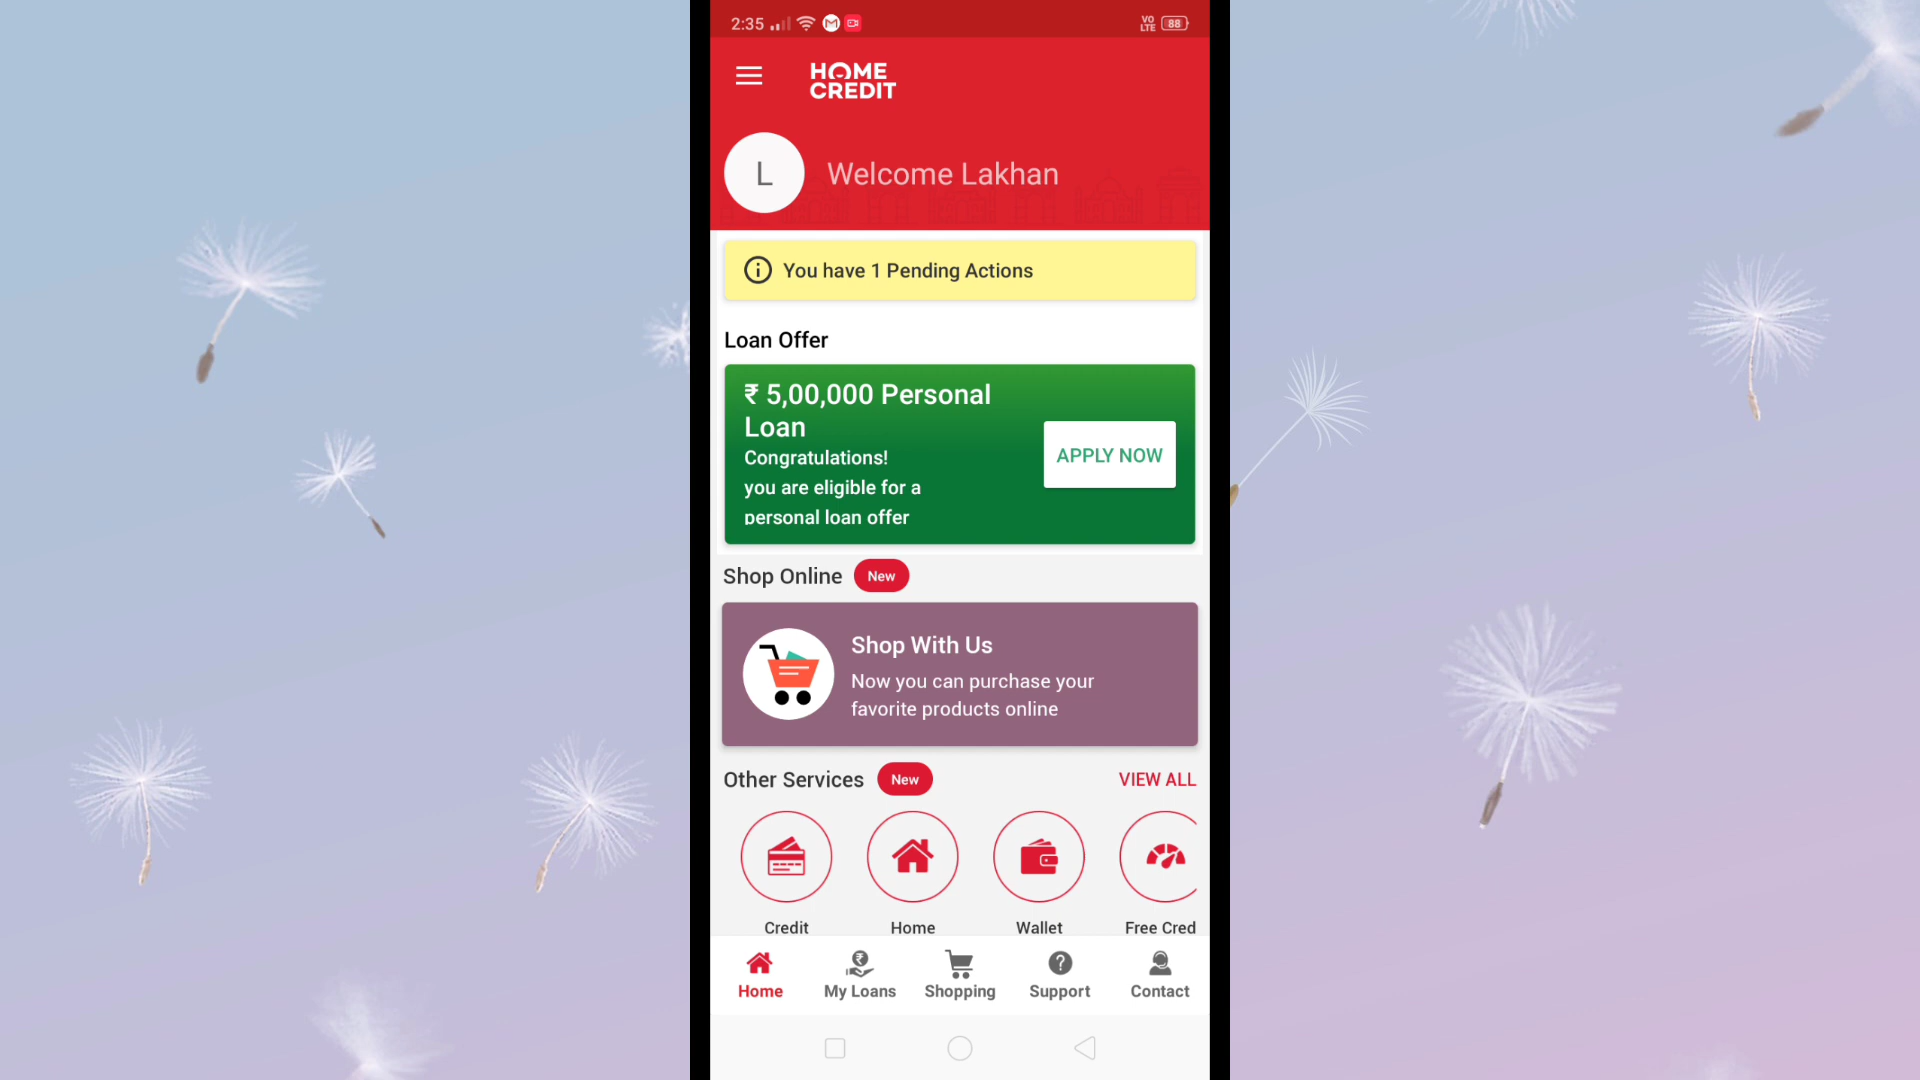 2:35
VO
LTE
88
HOME
CREDIT
L
Welcome Lakhan
You have 1 Pending Actions
Loan Offer
₹ 5,00,000 Personal
Loan
Congratulations!
you are eligible for a
personal loan offer
APPLY NOW
Shop Online
New
Shop With Us
Now you can purchase your
favorite products online
Other Services
New
VIEW ALL
Credit
Home
Wallet
Free Cred
Home
My Loans
Shopping
Support
Contact